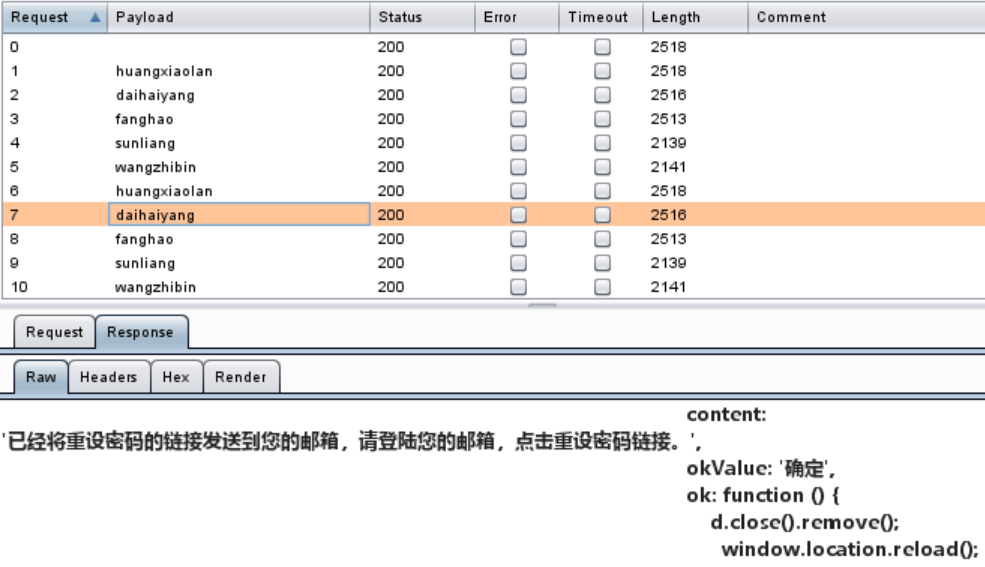 Request Payload Status Error Timeout Length Comment
0 200 2518
1 huangxiaolan 200 2518
2 daihaiyang 200 2516
3 fanghao 200 2513
4 sunliang 200 2139
5 wangzhibin 200 2141
6 huangxiaolan 200 2518
7 daihaiyang 200 2516
8 fanghao 200 2513
9 sunliang 200 2139
10 wangzhibin 200 2141
Request Response
Raw Headers Hex Render
content:
'已经将重设密码的链接发送到您的邮箱，请登陆您的邮箱，点击重设密码链接。',
okValue: '确定',
ok: function () {
d.close().remove();
window.location.reload();